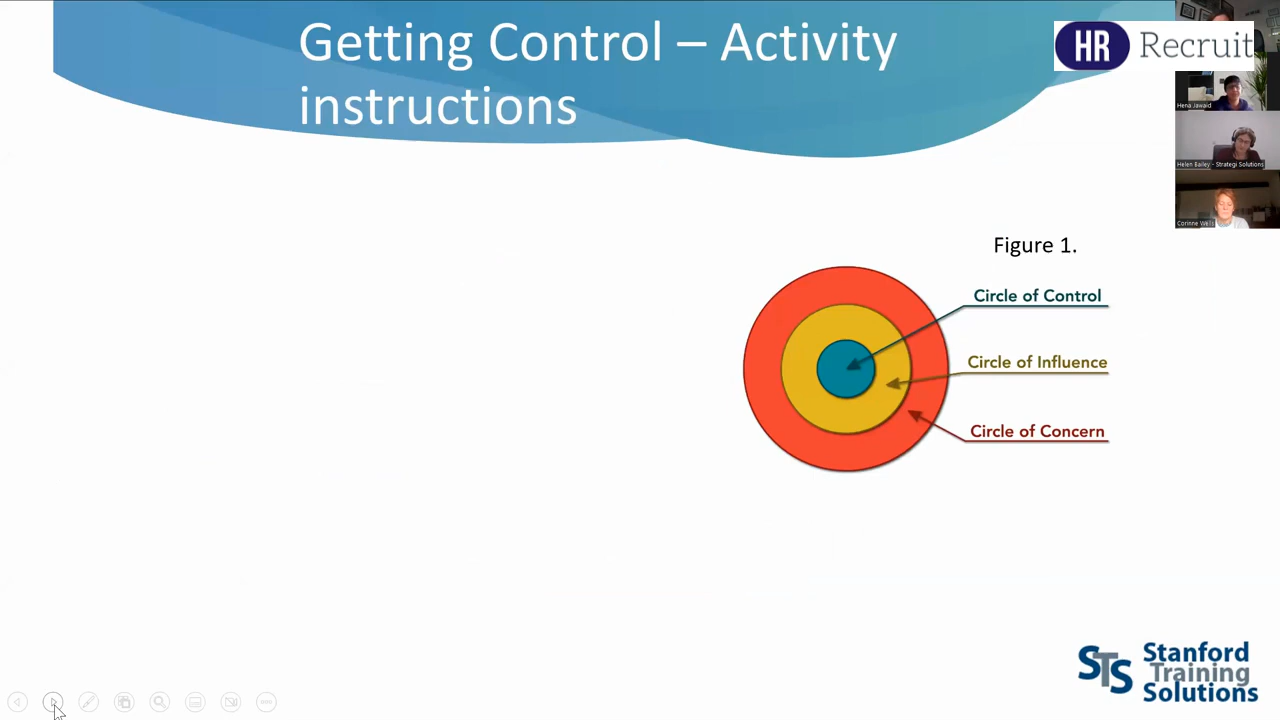 Getting Control – Activity
instructions
HR Recruit
Hena Jawaid
Helen Bailey - Strategi Solutions
Corinne Wells
Figure 1.
Circle of Control
Circle of Influence
Circle of Concern
STS
Stanford
Training
Solutions